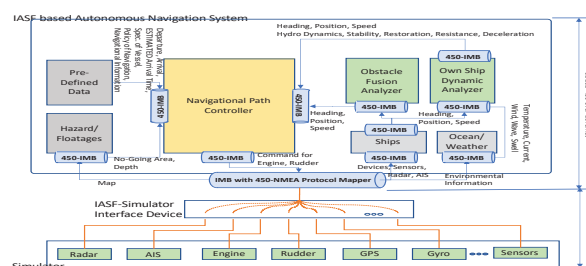 IASF based Autonomous Navigation System
Heading, Position, Speed
Hydro Dynamics, Stability, Restoration, Resistance, Deceleration
Departure, Arrival,
ESTIMATED Arrival Time,
Spec. of Vessel,
Policy of Navigation,
Navigational Information
Pre-
Defined
Data
450-IMB
Navigational Path
Controller
450-IMB
Heading,
Position,
Speed
Obstacle
Fusion
Analyzer
450-IMB
450-IMB
Own Ship
Dynamic
Analyzer
450-IMB
Heading,
Position, Speed
Temperature, Current,
Wind, Wave, Swell
Hazard/
Floatages
450-IMB
No-Going Area,
Depth
450-IMB
Command for
Engine, Rudder
Ships
450-IMB
Devices, Sensors,
Radar, AIS
Ocean/
Weather
450-IMB
Environmental
Information
Map
IMB with 450-NMEA Protocol Mapper
IASF-Simulator
Interface Device
Radar
AIS
Engine
Rudder
GPS
Gyro
Sensors
Simulator